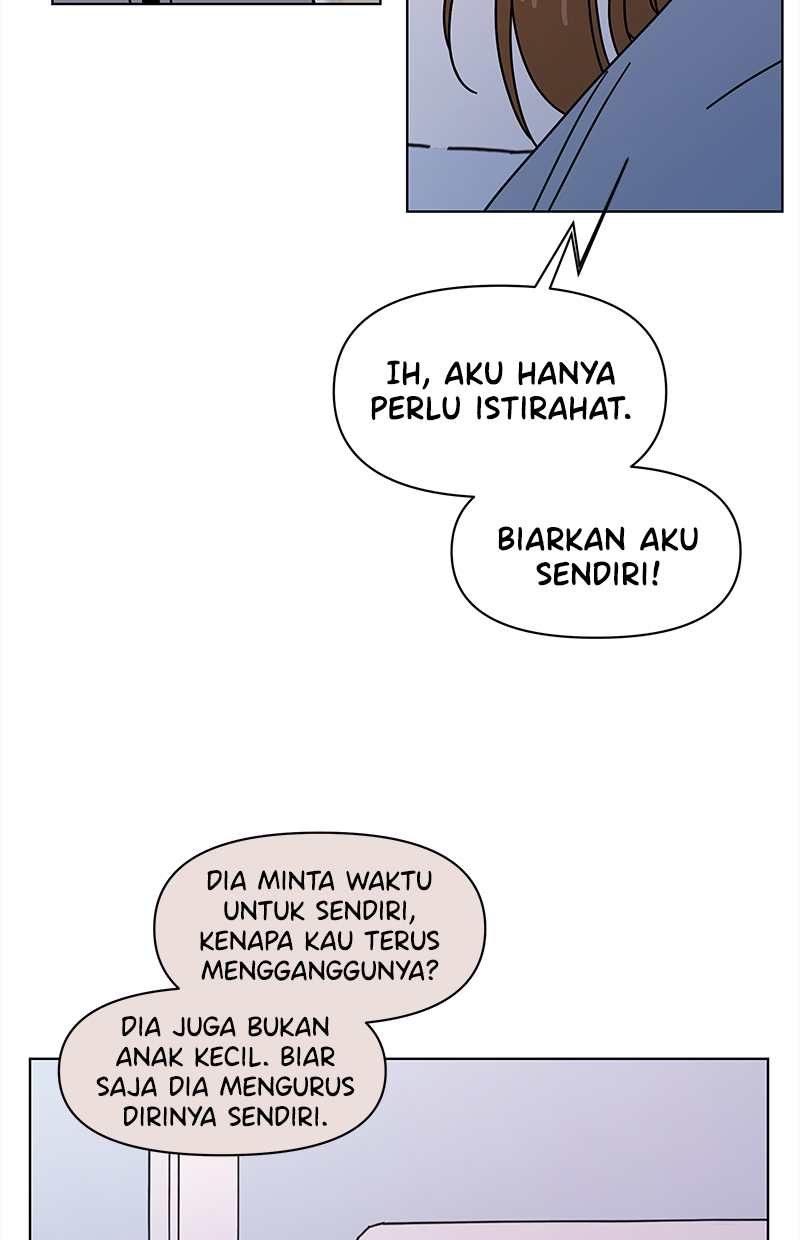 IH, AKU HANYA
PERLU ISTIRAHAT.
BIARKAN AKU
SENDIRI!
DIA MINTA WAKTU
UNTUK SENDIRI,
KENAPA KAU TERUS
MENGGANGGUNYA?
DIA JUGA BUKAN
ANAK KECIL. BIAR
SAJA DIA MENGURUS
DIRINYA SENDIRI.